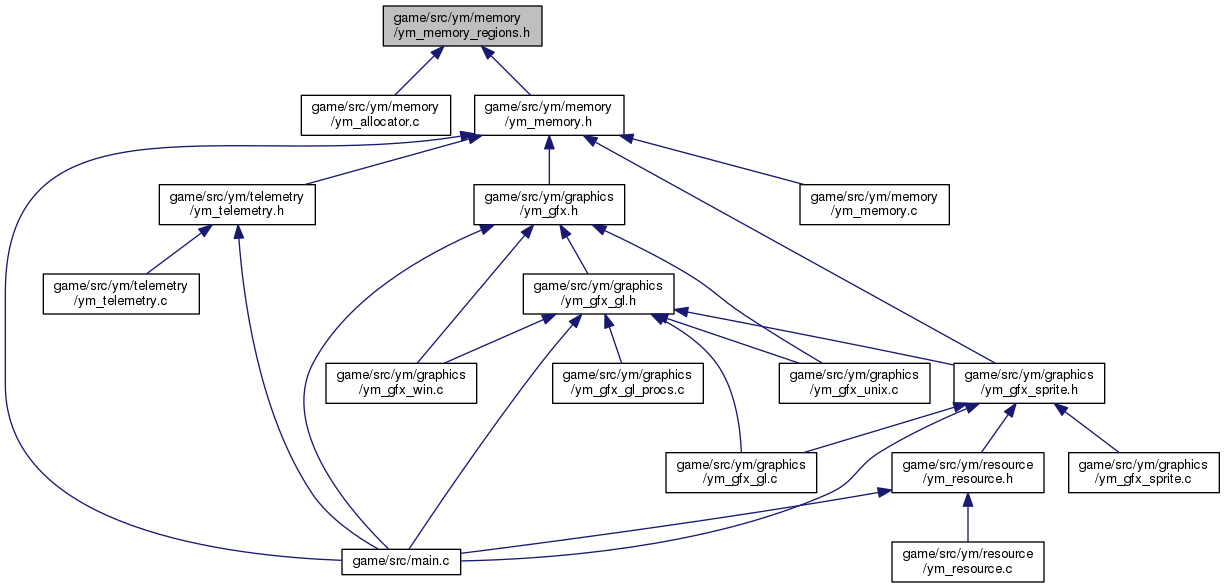 game/src/ym/memory
/ym_memory_regions.h
game/src/ym/memory
/ym_allocator.c
game/src/ym/memory
/ym_memory.h
game/src/ym/telemetry
/ym_telemetry.h
game/src/ym/graphics
/ym_gfx.h
game/src/ym/memory
/ym_memory.c
game/src/ym/telemetry
/ym_telemetry.c
game/src/ym/graphics
/ym_gfx_gl.h
game/src/ym/graphics
/ym_gfx_win.c
game/src/ym/graphics
/ym_gfx_gl_procs.c
game/src/ym/graphics
/ym_gfx_unix.c
game/src/ym/graphics
/ym_gfx_sprite.h
game/src/ym/graphics
/ym_gfx_gl.c
game/src/ym/resource
/ym_resource.h
game/src/ym/graphics
/ym_gfx_sprite.c
game/src/main.c
game/src/ym/resource
/ym_resource.c